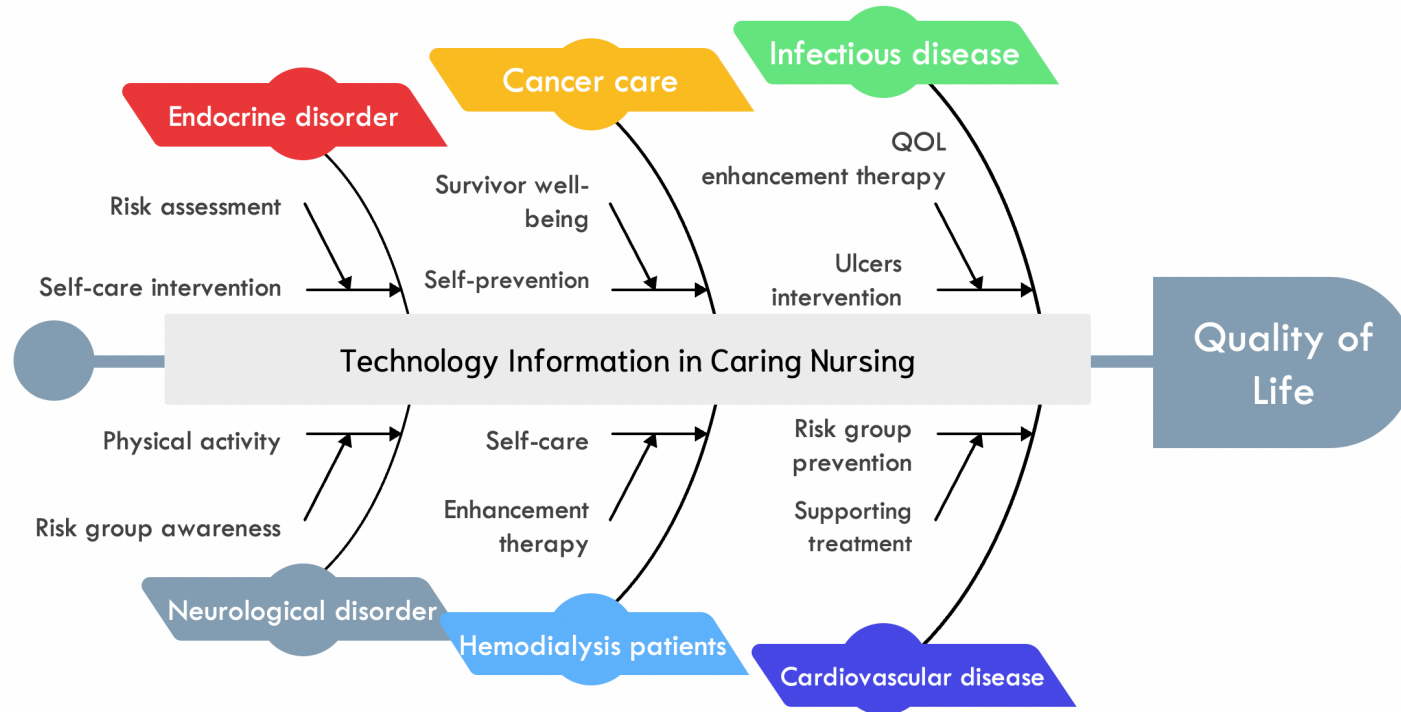 Infectious disease
Cancer care
Endocrine disorder
QOL
enhancement therapy
Survivor well-
being
Risk assessment
Ulcers
intervention
Self-prevention
Self-care intervention
Technology Information in Caring Nursing
Quality of
Life
Physical activity
Self-care
Risk group
prevention
Risk group awareness
Enhancement
therapy
Supporting
treatment
Neurological disorder
Hemodialysis patients
Cardiovascular disease